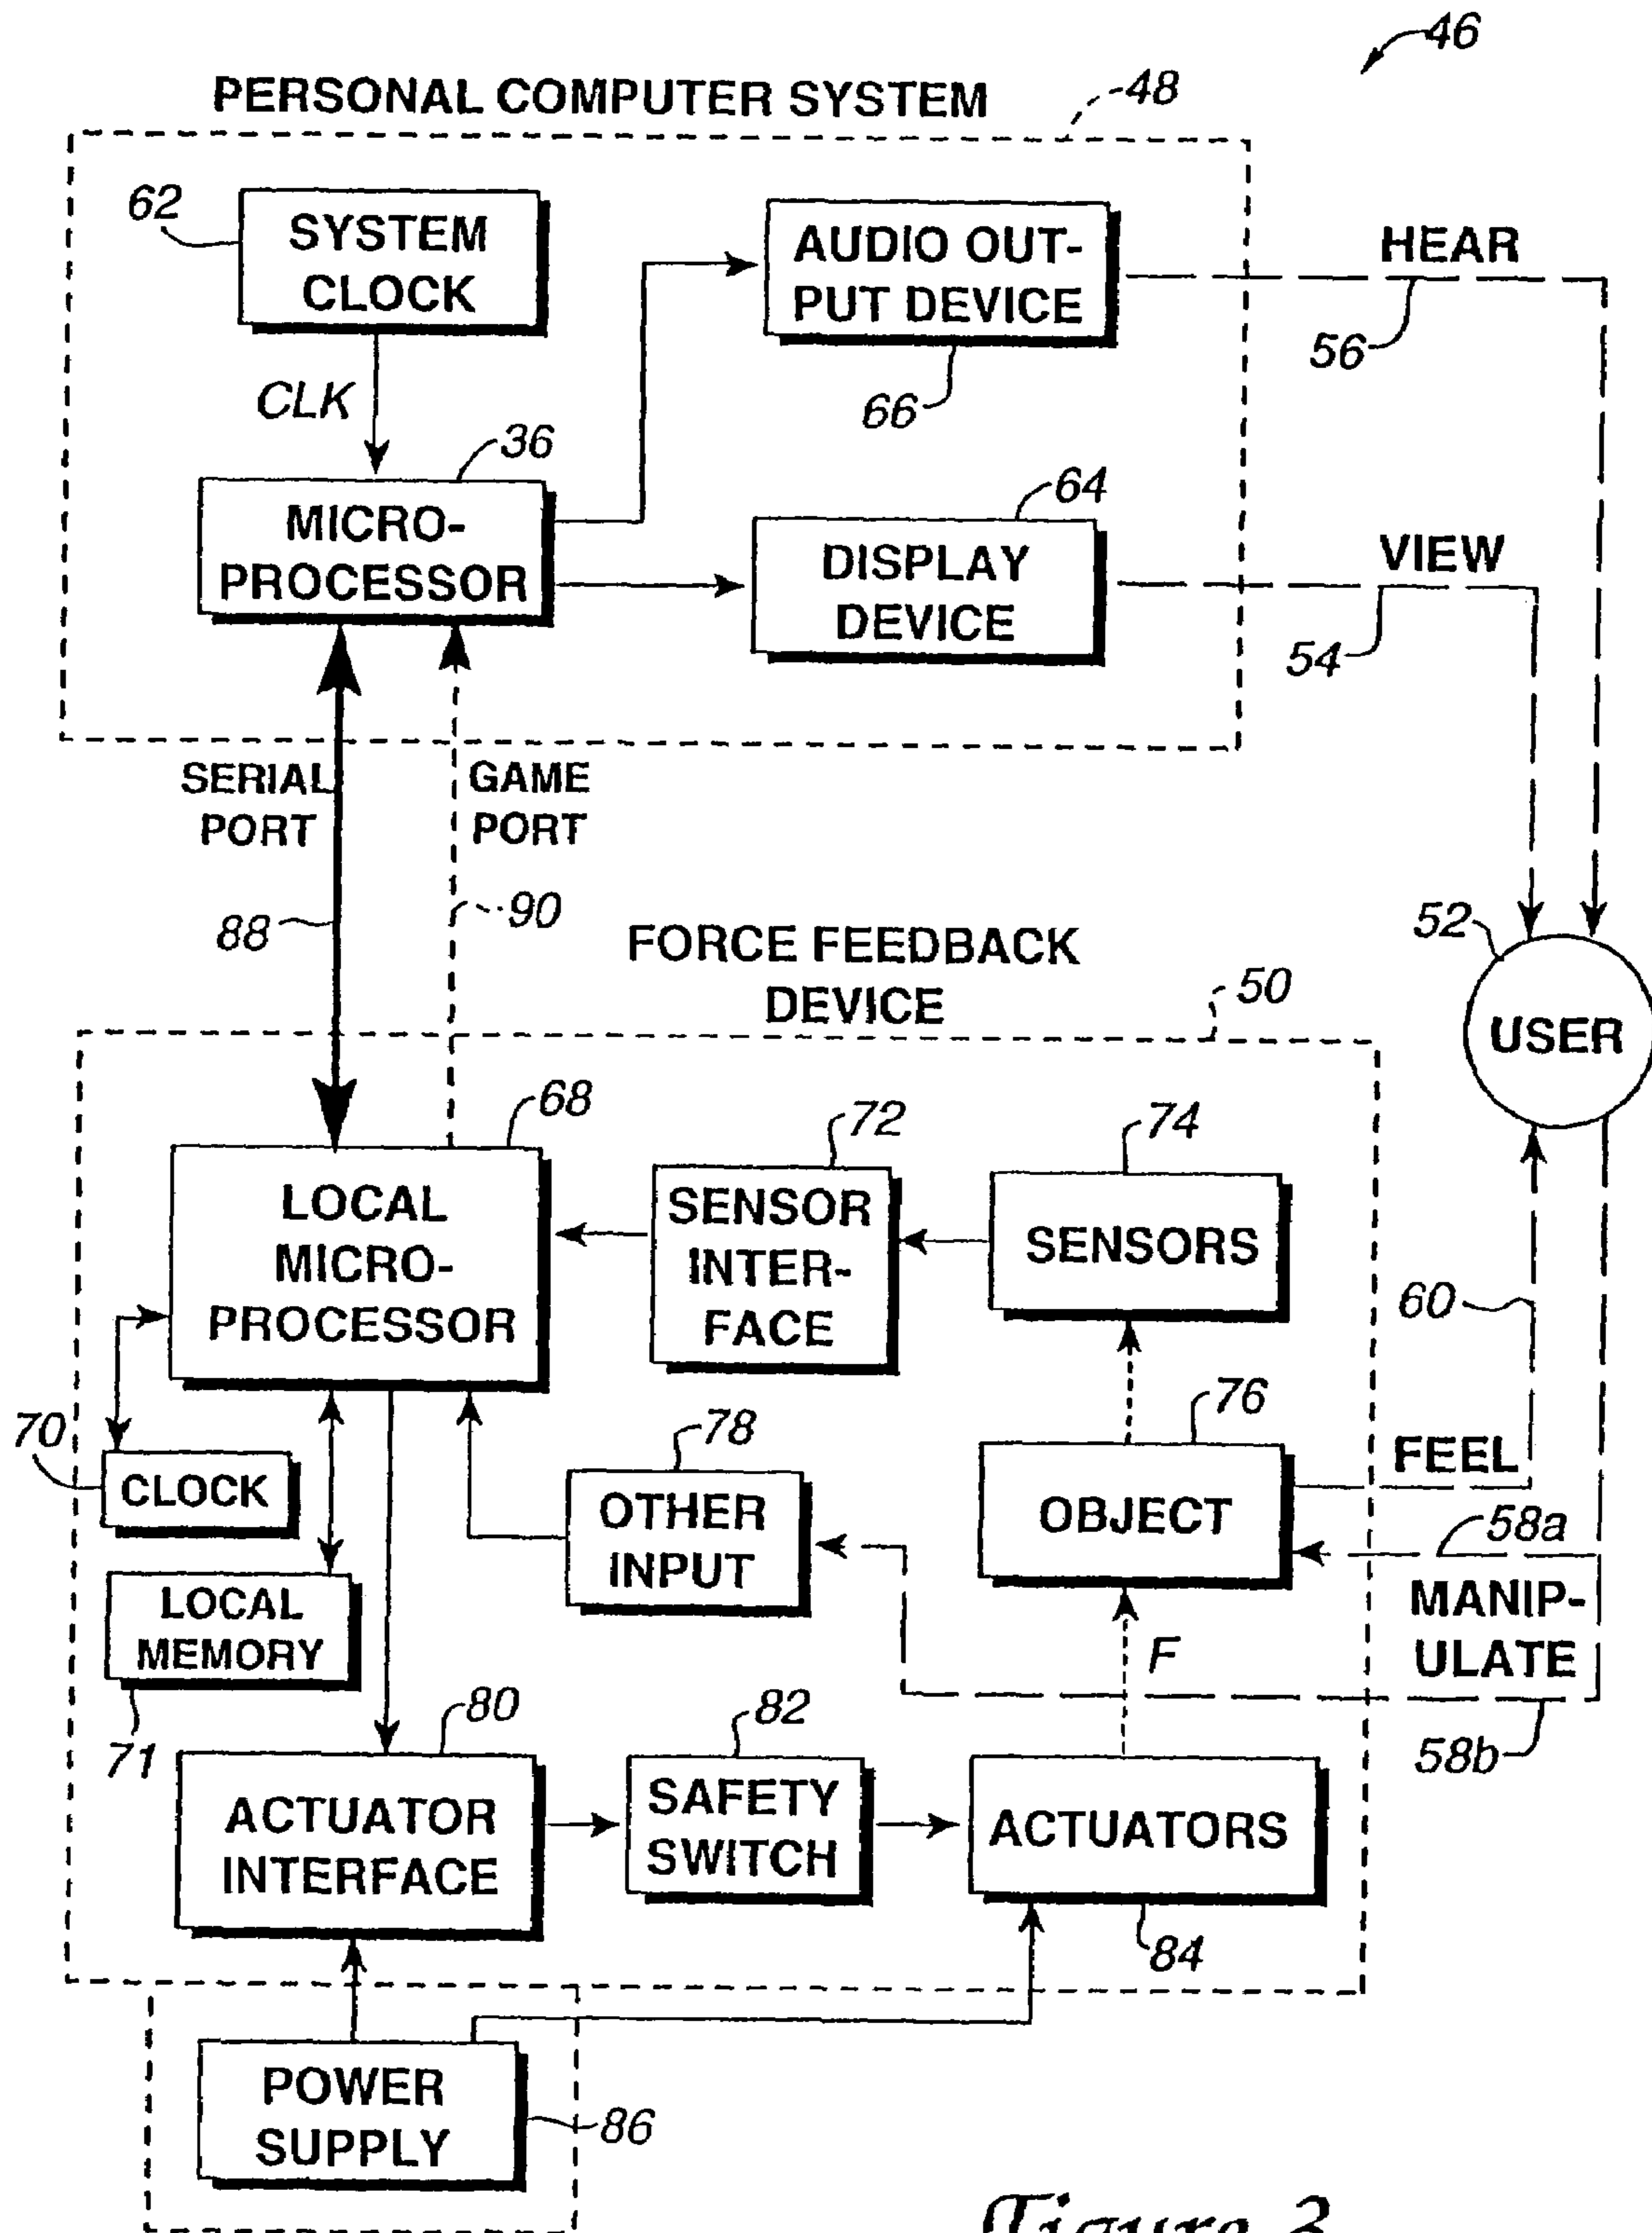 46
PERSONAL COMPUTER SYSTEM
48
62
SYSTEM
CLOCK
AUDIO OUT-
PUT DEVICE
HEAR
56
66
CLK
36
MICRO-
PROCESSOR
64
DISPLAY
DEVICE
VIEW
54
SERIAL
PORT
GAME
PORT
88
90
FORCE FEEDBACK
DEVICE
50
52
USER
68
LOCAL
MICRO-
PROCESSOR
72
SENSOR
INTER-
FACE
74
SENSORS
60
70
CLOCK
78
OTHER
INPUT
76
OBJECT
FEEL
58a
MANIP-
ULATE
58b
LOCAL
MEMORY
71
F
80
ACTUATOR
INTERFACE
82
SAFETY
SWITCH
ACTUATORS
84
POWER
SUPPLY
86
Figure 3